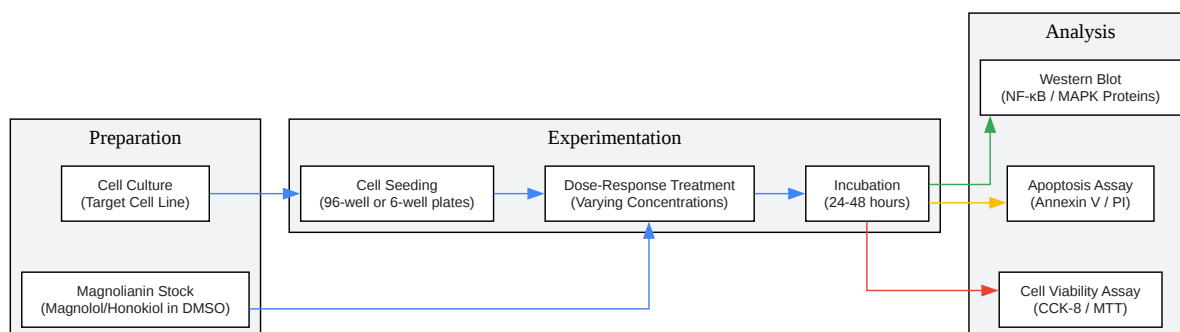 Preparation
Cell Culture
(Target Cell Line)
Magnolianin Stock
(Magnolol/Honokiol in DMSO)
Experimentation
Cell Seeding
(96-well or 6-well plates)
Dose-Response Treatment
(Varying Concentrations)
Incubation
(24-48 hours)
Analysis
Western Blot
(NF-κB / MAPK Proteins)
Apoptosis Assay
(Annexin V / PI)
Cell Viability Assay
(CCK-8 / MTT)